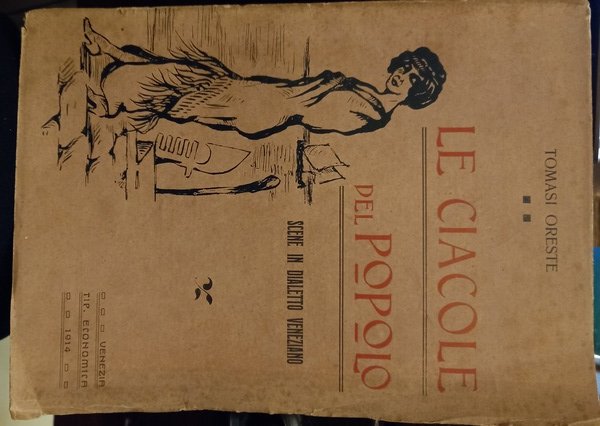 TOMASI ORESTE
LE CIACOLE
DEL POPOLO
SCENE IN DIALETTO VENEZIANO
VENEZIA
TIP. ECONOMICA
1914